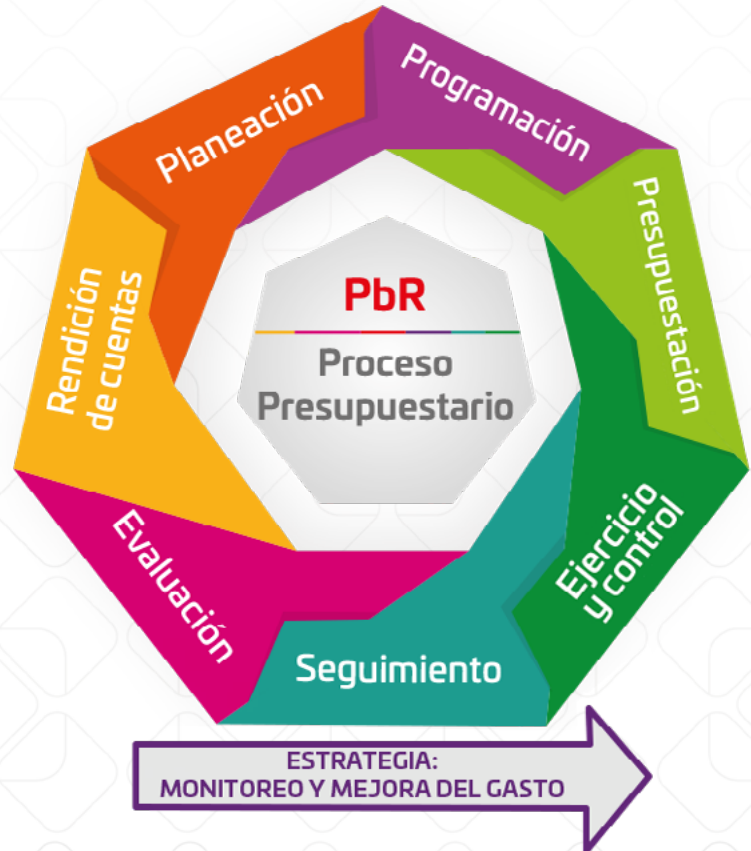 Planeación
Programación
Presupuestación
Ejercicio
y control
Seguimiento
Evaluación
Rendición
de cuentas
PbR
Proceso
Presupuestario
ESTRATEGIA:
MONITOREO Y MEJORA DEL GASTO